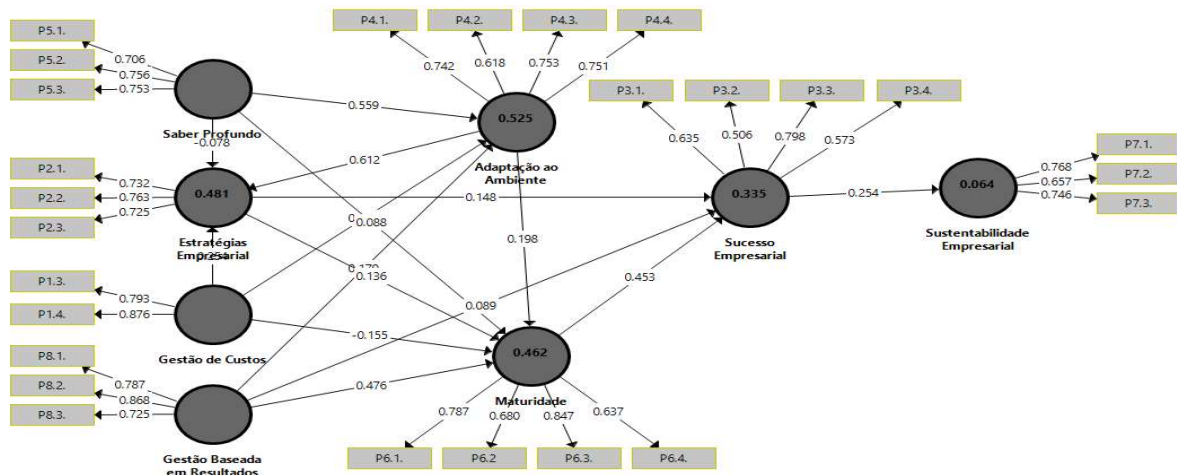 P5.1.
P5.2.
P5.3.
0.706
0.756
0.753
Saber Profundo
P4.1.
P4.2.
P4.3.
P4.4.
0.742
0.618
0.753
0.751
0.525
Adaptação ao
Ambiente
0.559
-0.078
0.612
P2.1.
P2.2.
P2.3.
0.732
0.763
0.725
0.481
Estratégias
Empresarial
P3.1.
P3.2.
P3.3.
P3.4.
0.635
0.506
0.798
0.573
0.335
Sucesso
Empresarial
0.148
0.254
0.064
Sustentabilidade
Empresarial
P7.1.
P7.2.
P7.3.
0.768
0.657
0.746
0.088
0.136
0.198
0.089
0.453
P1.3.
P1.4.
0.793
0.876
Gestão de Custos
-0.155
0.476
P8.1.
P8.2.
P8.3.
0.787
0.868
0.725
Gestão Baseada
em Resultados
0.462
Maturidade
0.787
0.680
0.847
0.637
P6.1.
P6.2
P6.3.
P6.4.